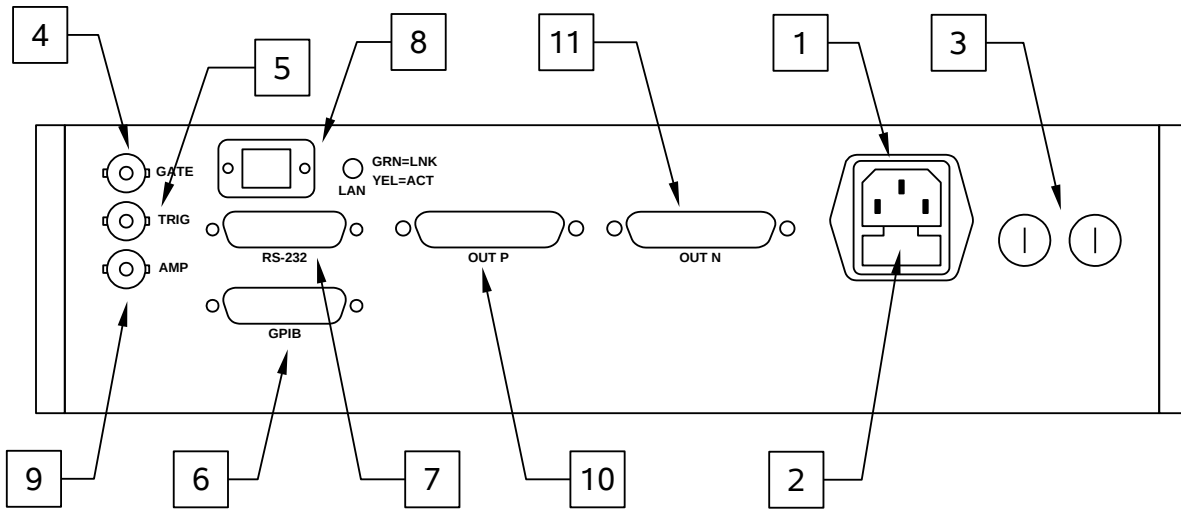 4
5
8
11
1
3
GATE
GRN=LNK
YEL=ACT
LAN
TRIG
RS-232
OUT P
OUT N
AMP
GPIB
9
6
7
10
2